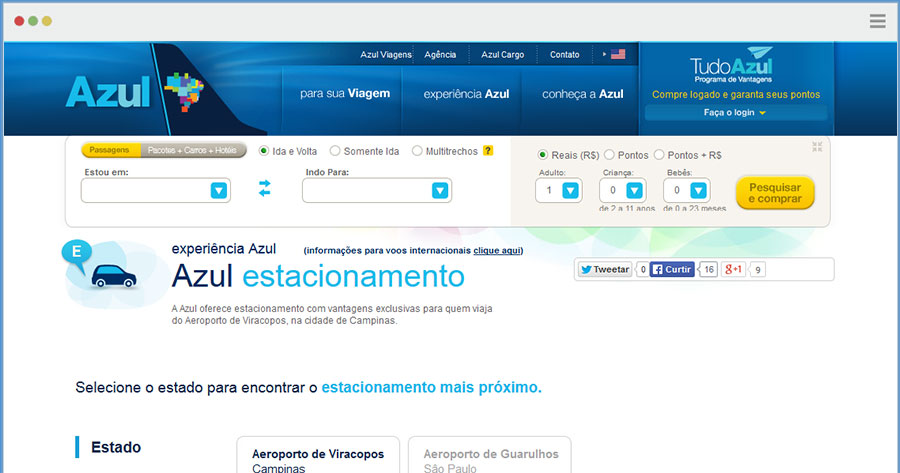 Azul Viagens
Agência
Azul Cargo
Contato
Azul
para sua Viagem
experiência Azul
conheça a Azul
TudoAzul
Programa de Vantagens
Compre logado e garanta seus pontos
Faça o login
Passagens
Pacotes + Carros + Hotéis
Ida e Volta
Somente Ida
Multitrechos
?
Reais (R$)
Pontos
Pontos + R$
Estou em:
Indo Para:
Adulto:
Criança:
Bebês:
1
0
0
de 2 a 11 anos
de 0 a 23 meses
Pesquisar
e comprar
E
experiência Azul
(informações para voos internacionais clique aqui)
Azul estacionamento
Tweetar
0
Curtir
16
g+1
9
A Azul oferece estacionamento com vantagens exclusivas para quem viaja
do Aeroporto de Viracopos, na cidade de Campinas.
Selecione o estado para encontrar o estacionamento mais próximo.
Estado
Aeroporto de Viracopos
Campinas
Aeroporto de Guarulhos
São Paulo